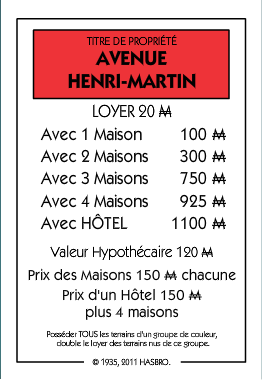 TITRE DE PROPRIÉTÉ
AVENUE
HENRI-MARTIN
LOYER 20 ₩
Avec 1 Maison 100 ₩
Avec 2 Maisons 300 ₩
Avec 3 Maisons 750 ₩
Avec 4 Maisons 925 ₩
Avec HÔTEL 1100 ₩
Valeur Hypothécaire 120 ₩
Prix des Maisons 150 ₩ chacune
Prix d'un Hôtel 150 ₩
plus 4 maisons
Posséder TOUS les terrains d'un groupe de couleur,
double le loyer des terrains nus de ce groupe.
© 1935, 2011 HASBRO.